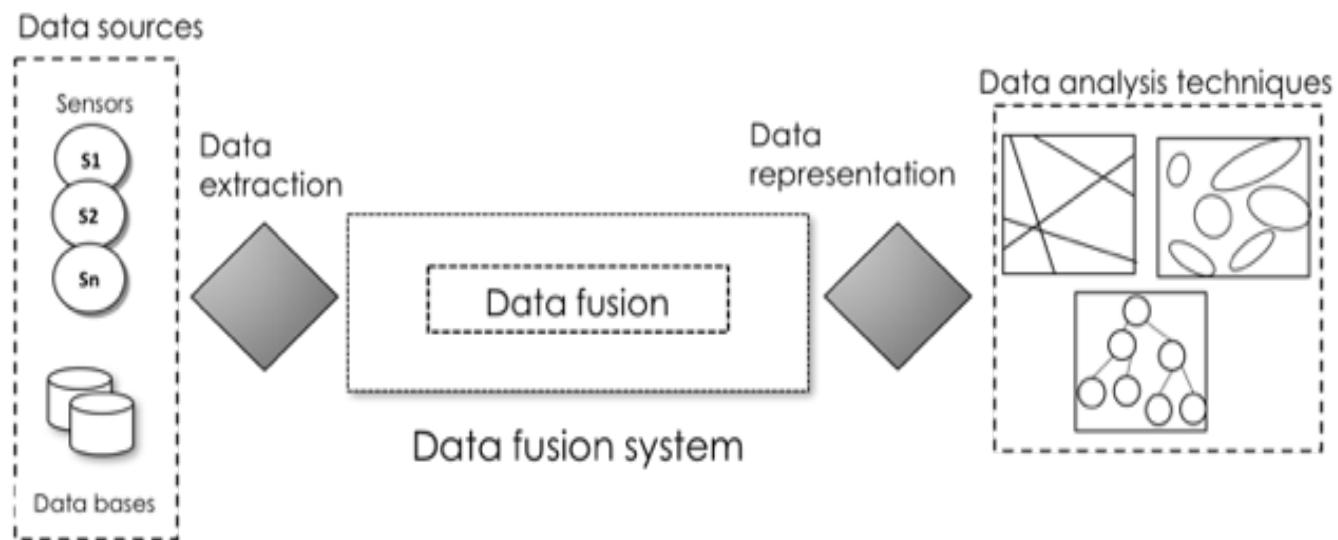 Data sources
Sensors
S1
S2
Sn
Data bases
Data
extraction
Data fusion
Data fusion system
Data
representation
Data analysis techniques